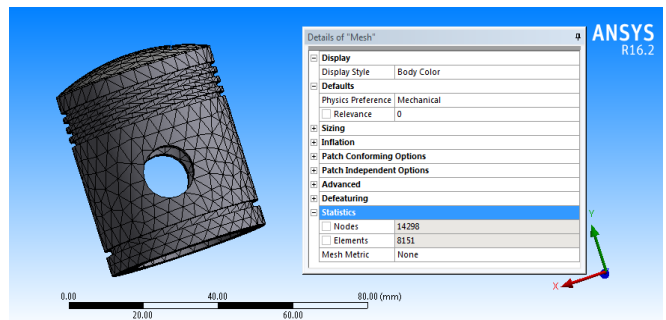 Details of "Mesh"
ANSYS
R16.2
Display
Display Style Body Color
Defaults
Physics Preference Mechanical
Relevance 0
Sizing
Inflation
Patch Conforming Options
Patch Independent Options
Advanced
Defeaturing
Statistics
Nodes 14298
Elements 8151
Mesh Metric None
Y
X
0.00 40.00 80.00 (mm)
20.00 60.00